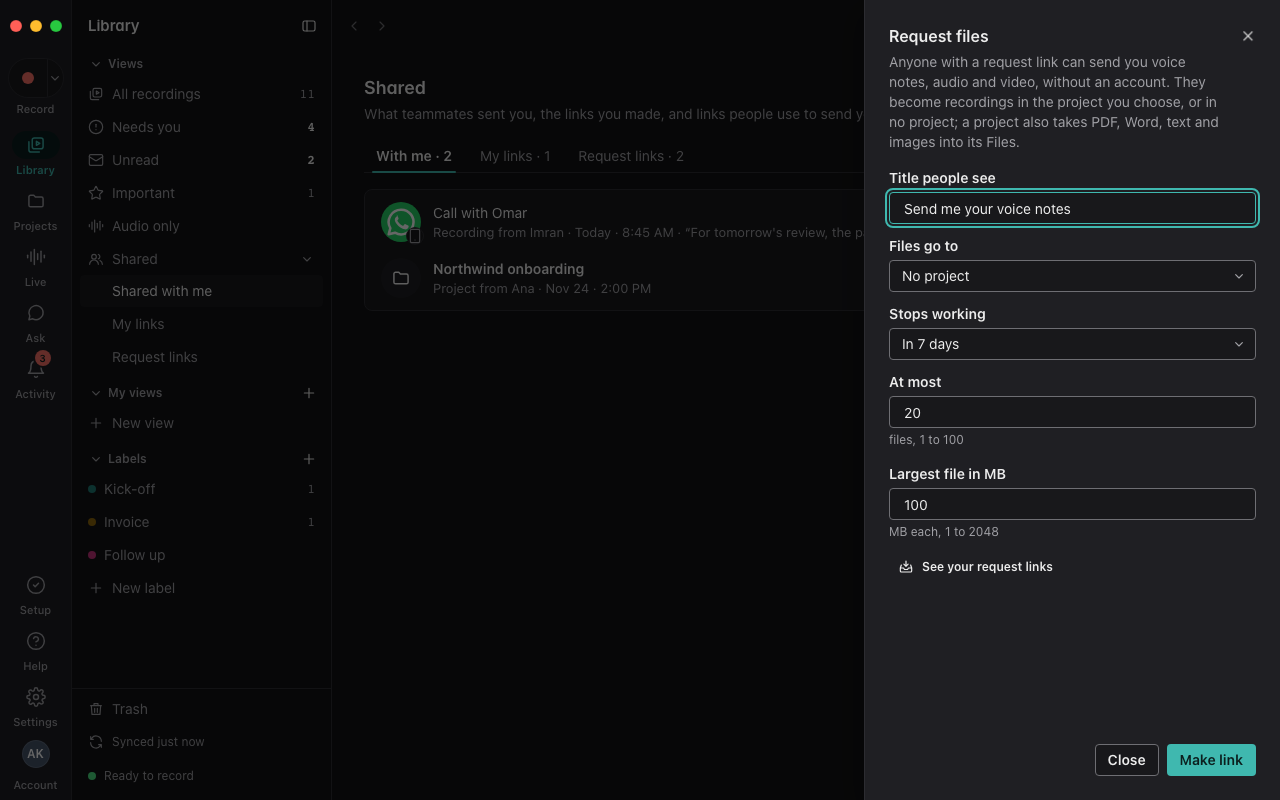 Library
Record
Library
Projects
Live
Ask
3
Activity
Setup
Help
Settings
AK
Account
Views
All recordings 11
Needs you 4
Unread 2
Important 1
Audio only
Shared
Shared with me
My links
Request links
My views
New view
Labels
Kick-off 1
Invoice 1
Follow up
New label
Trash
Synced just now
Ready to record
Shared
What teammates sent you, the links you made, and links people use to send y
With me · 2 My links · 1 Request links · 2
Call with Omar
Recording from Imran · Today · 8:45 AM · "For tomorrow's review, the
Northwind onboarding
Project from Ana · Nov 24 · 2:00 PM
Request files
Anyone with a request link can send you voice
notes, audio and video, without an account. They
become recordings in the project you choose, or in
no project; a project also takes PDF, Word, text and
images into its Files.
Title people see
Send me your voice notes
Files go to
No project
Stops working
In 7 days
At most
20
files, 1 to 100
Largest file in MB
100
MB each, 1 to 2048
See your request links
Close Make link